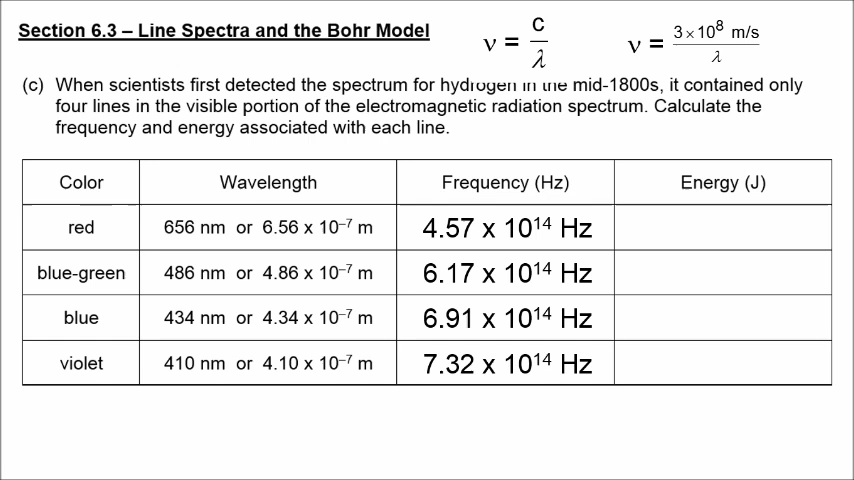 Section 6.3 – Line Spectra and the Bohr Model
ν = c/λ
ν = 3×10⁸ m/s / λ
(c) When scientists first detected the spectrum for hydrogen in the mid-1800s, it contained only
four lines in the visible portion of the electromagnetic radiation spectrum. Calculate the
frequency and energy associated with each line.
Color Wavelength Frequency (Hz) Energy (J)
red 656 nm or 6.56 x 10⁻⁷ m 4.57 x 10¹⁴ Hz
blue-green 486 nm or 4.86 x 10⁻⁷ m 6.17 x 10¹⁴ Hz
blue 434 nm or 4.34 x 10⁻⁷ m 6.91 x 10¹⁴ Hz
violet 410 nm or 4.10 x 10⁻⁷ m 7.32 x 10¹⁴ Hz